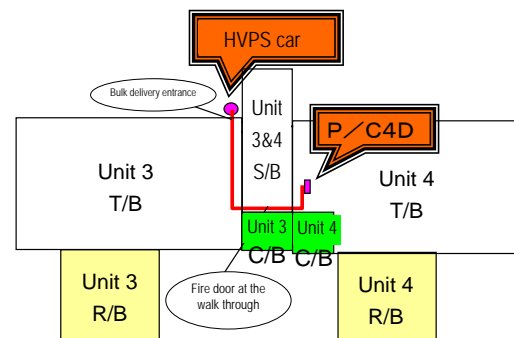 HVPS car
Bulk delivery entrance
Unit
3&4
S/B
P／C4D
Unit 3
T/B
Unit 4
T/B
Unit 3
C/B
Unit 4
C/B
Fire door at the
walk through
Unit 3
R/B
Unit 4
R/B